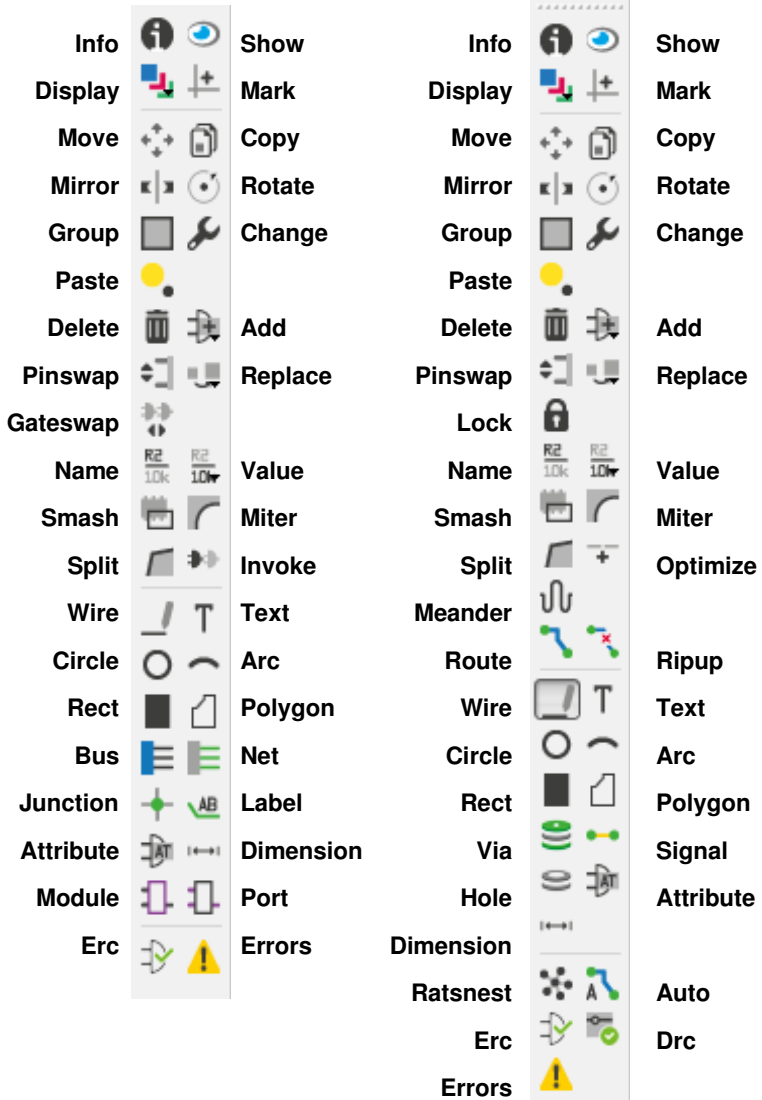 Info Show
Display Mark
Move Copy
Mirror Rotate
Group Change
Paste
Delete Add
Pinswap Replace
Gateswap
R2 R2
Name 10k 10k Value
Smash Miter
Split Invoke
Wire T Text
Circle Arc
Rect Polygon
Bus Net
Junction AB Label
Attribute AT Dimension
Module Port
Erc Errors
Info Show
Display Mark
Move Copy
Mirror Rotate
Group Change
Paste
Delete Add
Pinswap Replace
Lock
R2 R2
Name 10k 10k Value
Smash Miter
Split Optimize
Meander
Route Ripup
Wire T Text
Circle Arc
Rect Polygon
Via Signal
Hole AT Attribute
Dimension
Ratsnest A Auto
Erc Drc
Errors